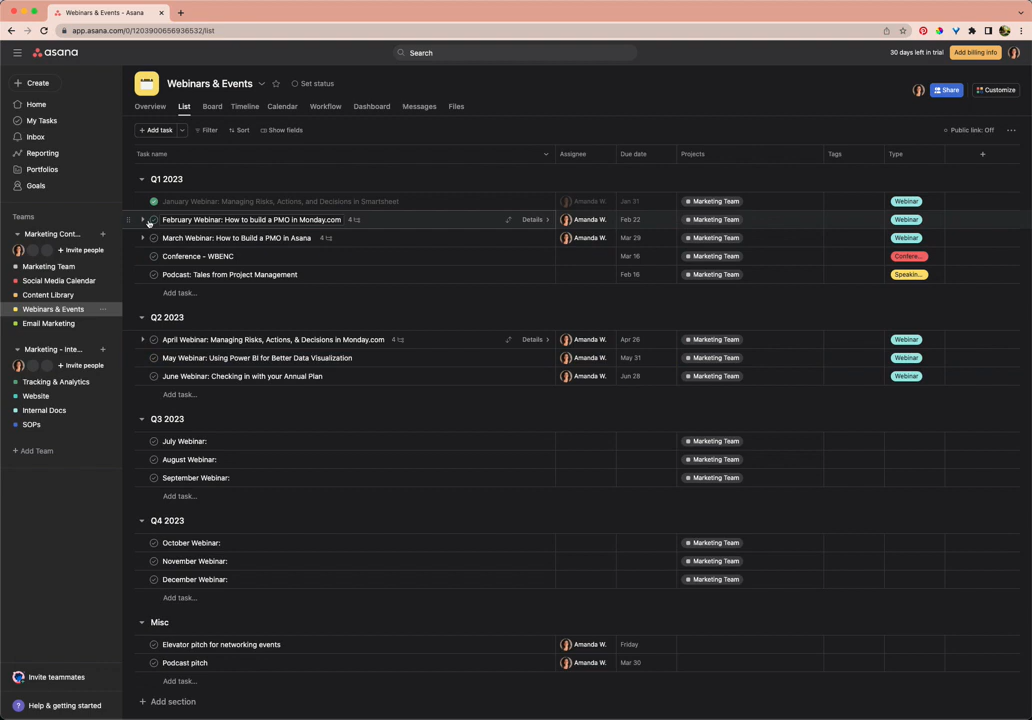 Webinars & Events - Asana
app.asana.com/0/1203900656936532/list
asana
Search
30 days left in trial
Add billing info
Create
Home
My Tasks
Inbox
Reporting
Portfolios
Goals
Teams
Marketing Cont...
Invite people
Marketing Team
Social Media Calendar
Content Library
Webinars & Events
Email Marketing
Marketing - Inte...
Invite people
Tracking & Analytics
Website
Internal Docs
SOPs
+ Add Team
Invite teammates
Help & getting started
Webinars & Events
Set status
Share
Customize
Overview List Board Timeline Calendar Workflow Dashboard Messages Files
+ Add task
Filter
Sort
Show fields
Public link: Off
Task name Assignee Due date Projects Tags Type
Q1 2023
January Webinar: Managing Risks, Actions, and Decisions in Smartsheet Amanda W. Jan 31 Marketing Team Webinar
February Webinar: How to build a PMO in Monday.com 4 Details Amanda W. Feb 22 Marketing Team Webinar
March Webinar: How to Build a PMO in Asana 4 Amanda W. Mar 29 Marketing Team Webinar
Conference - WBENC Mar 16 Marketing Team Confere...
Podcast: Tales from Project Management Feb 16 Marketing Team Speakin...
Add task...
Q2 2023
April Webinar: Managing Risks, Actions, & Decisions in Monday.com 4 Details Amanda W. Apr 26 Marketing Team Webinar
May Webinar: Using Power BI for Better Data Visualization Amanda W. May 31 Marketing Team Webinar
June Webinar: Checking in with your Annual Plan Amanda W. Jun 28 Marketing Team Webinar
Add task...
Q3 2023
July Webinar: Marketing Team
August Webinar: Marketing Team
September Webinar: Marketing Team
Add task...
Q4 2023
October Webinar: Marketing Team
November Webinar: Marketing Team
December Webinar: Marketing Team
Add task...
Misc
Elevator pitch for networking events Amanda W. Friday
Podcast pitch Amanda W. Mar 30
Add task...
+ Add section